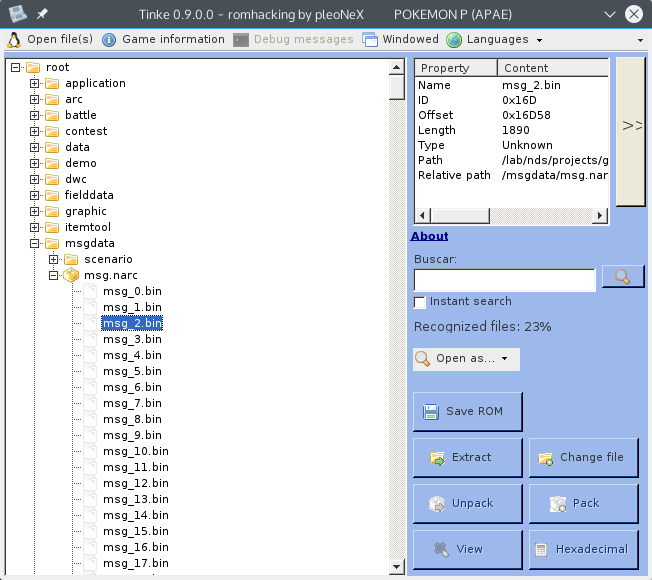 Tinke 0.9.0.0 - romhacking by pleoNeX POKEMON P (APAE)
Open file(s) Game information Debug messages Windowed Languages
root
application
arc
battle
contest
data
demo
dwc
fielddata
graphic
itemtool
msgdata
scenario
msg.narc
msg_0.bin
msg_1.bin
msg_2.bin
msg_3.bin
msg_4.bin
msg_5.bin
msg_6.bin
msg_7.bin
msg_8.bin
msg_9.bin
msg_10.bin
msg_11.bin
msg_12.bin
msg_13.bin
msg_14.bin
msg_15.bin
msg_16.bin
msg_17.bin
Property Content
Name msg_2.bin
ID 0x16D
Offset 0x16D58
Length 1890
Type Unknown
Path /lab/nds/projects/g
Relative path /msgdata/msg.nar
>>
About
Buscar:
Instant search
Recognized files: 23%
Open as...
Save ROM
Extract Change file
Unpack Pack
View Hexadecimal